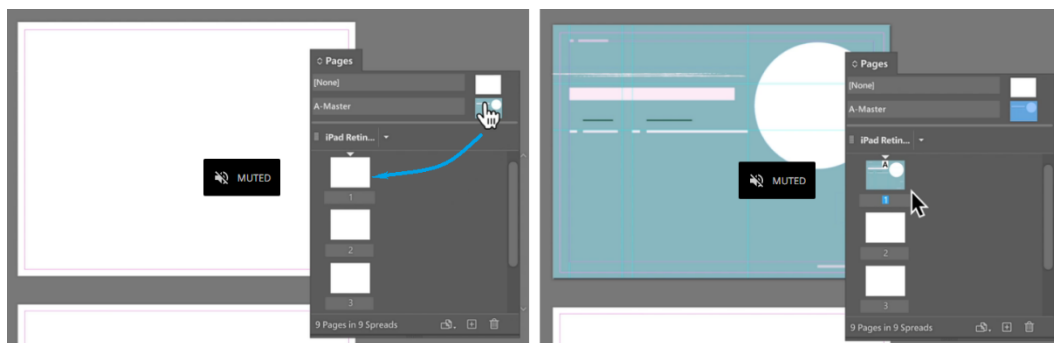 Pages
[None]
A-Master
iPad Retin...
MUTED
1
2
3
9 Pages in 9 Spreads
Pages
[None]
A-Master
iPad Retin...
A
MUTED
1
2
3
9 Pages in 9 Spreads